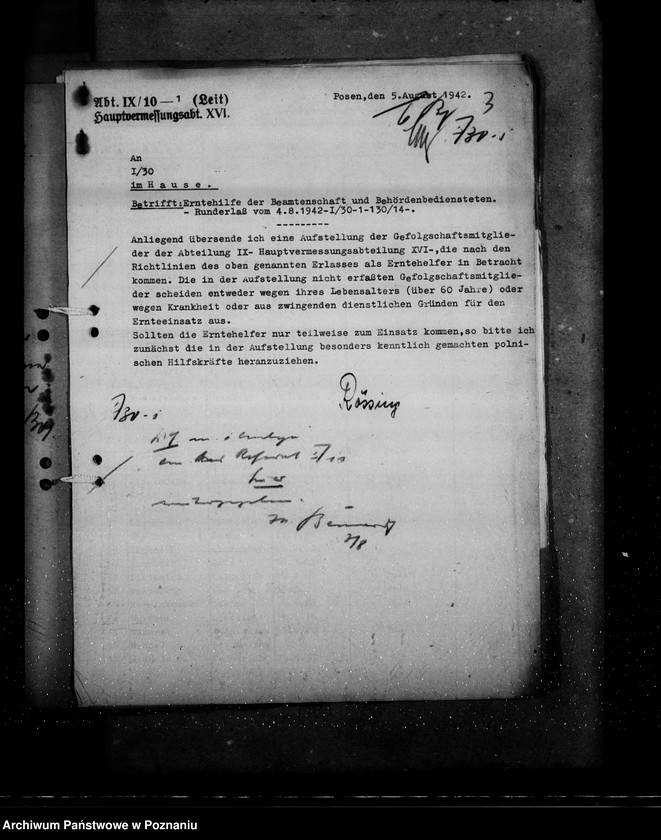 Abt. IX/10 — 1 (Leit)
Hauptvermessungsabt. XVI.
Posen,den 5.August 1942.
3
An
I/30
im Hause.
Betrifft:Erntehilfe der Beamtenschaft und Behördenbediensteten.
- Runderlaß vom 4.8.1942-I/30-1-130/14-.
Anliegend übersende ich eine Aufstellung der Gefolgschaftsmitglie-
der der Abteilung IX- Hauptvermessungsabteilung XVI-,die nach den
Richtlinien des oben genannten Erlasses als Erntehelfer in Betracht
kommen. Die in der Aufstellung nicht erfaßten Gefolgschaftsmitglie-
der scheiden entweder wegen ihres Lebensalters (über 60 Jahre) oder
wegen Krankheit oder aus zwingenden dienstlichen Gründen für den
Ernteeinsatz aus.
Sollten die Erntehelfer nur teilweise zum Einsatz kommen,so bitte ich
zunächst die in der Aufstellung besonders kenntlich gemachten polni-
schen Hilfskräfte heranzuziehen.
Rössing
Archiwum Państwowe w Poznaniu